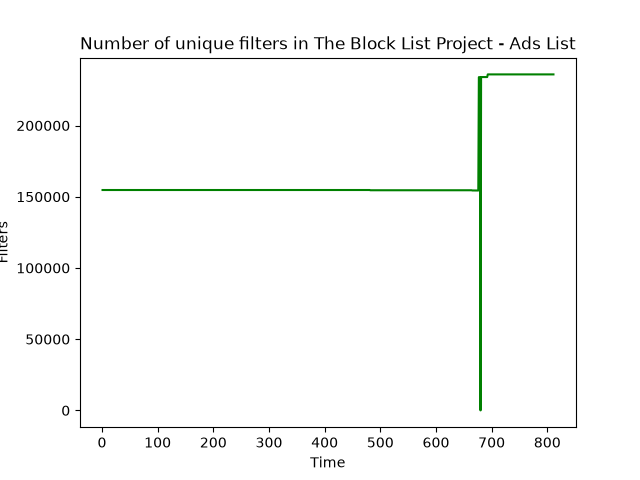 Number of unique filters in The Block List Project - Ads List
200000
150000
100000
50000
0
Filters
0 100 200 300 400 500 600 700 800
Time